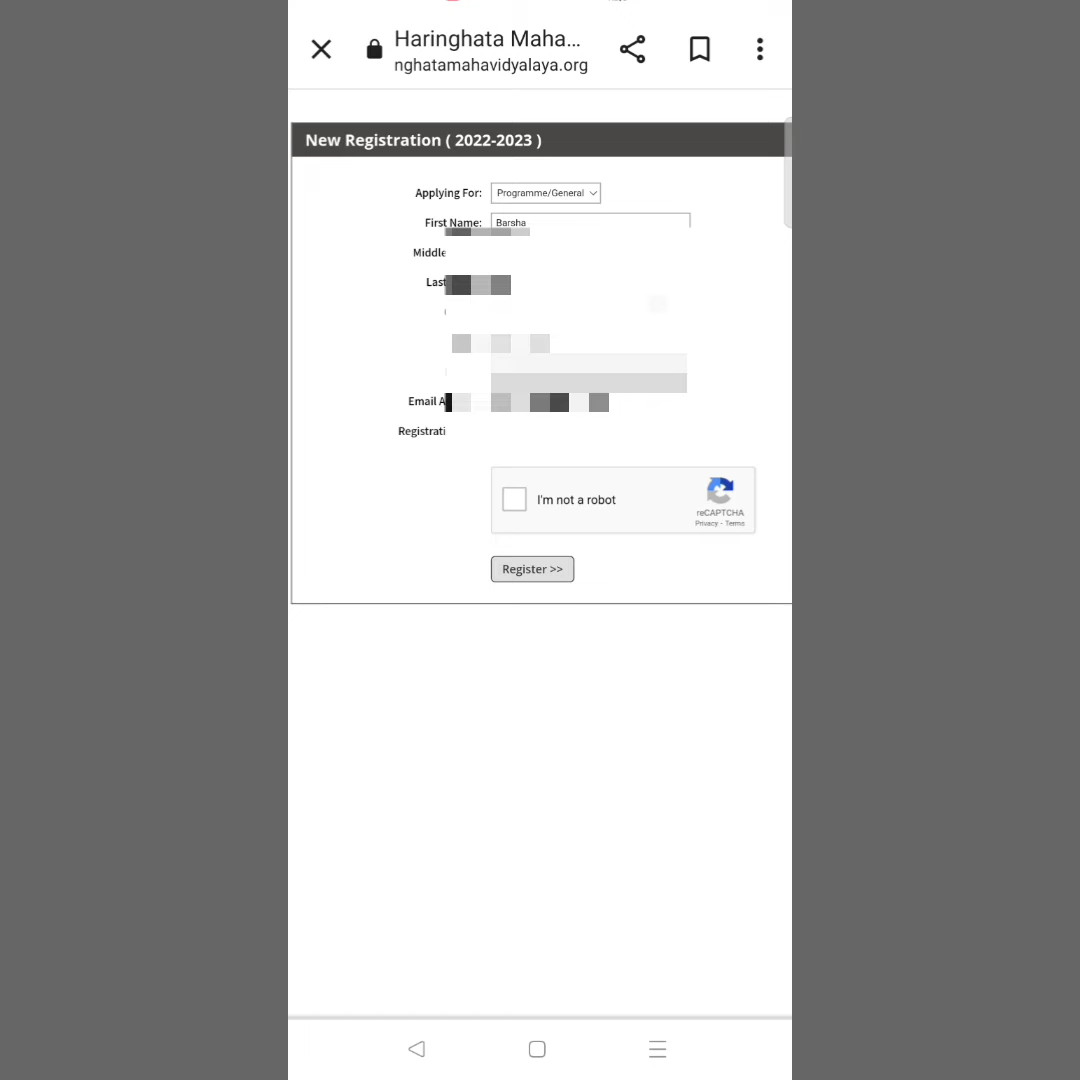 Haringhata Maha...
nghatamahavidyalaya.org
New Registration ( 2022-2023 )
Applying For: Programme/General
First Name: Barsha
Middle
Last
Email A
Registrati
I'm not a robot
reCAPTCHA
Privacy - Terms
Register >>